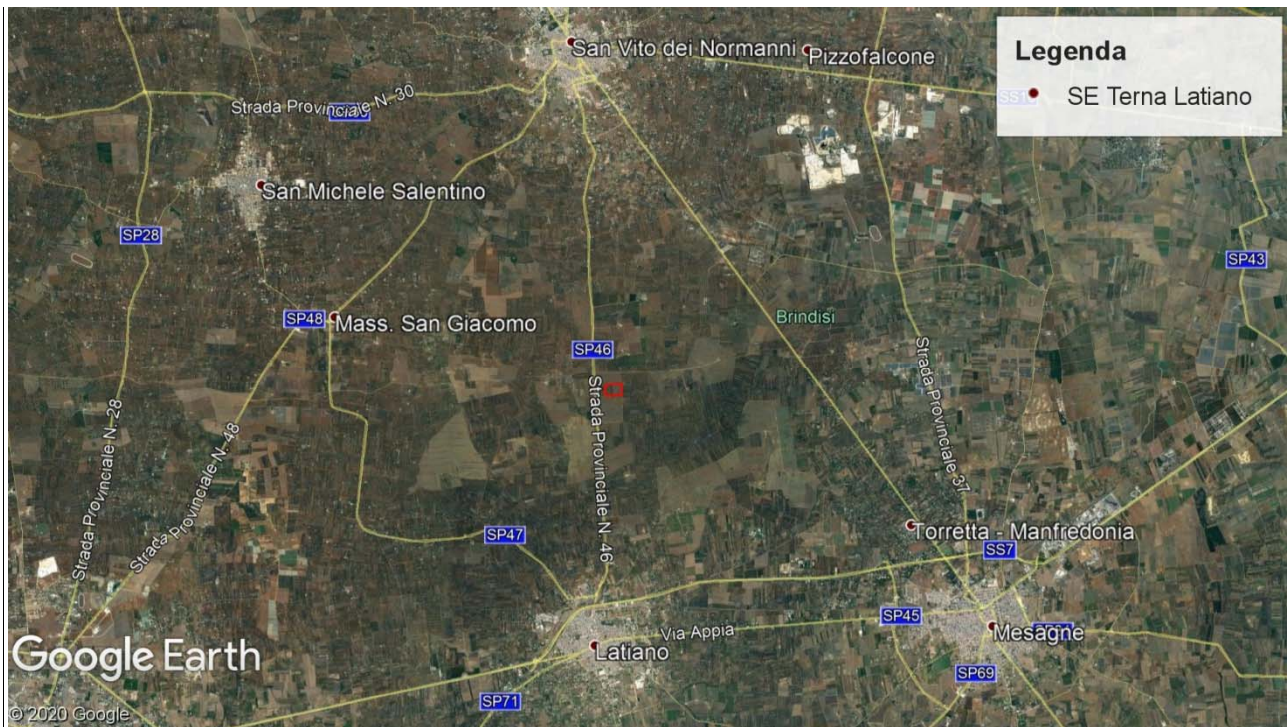 San Vito dei Normanni
Pizzofalcone
Legenda
SE Terna Latiano
Strada Provinciale N. 30
San Michele Salentino
SP28
SP43
SP48
Mass. San Giacomo
Brindisi
SP46
Strada Provinciale N. 28
Strada Provinciale N. 48
Strada Provinciale N. 46
Strada Provinciale 37
Torretta - Manfredonia
SP47
SS7
SP45
Via Appia
Mesagne
Latiano
SP69
SP71
Google Earth
© 2020 Google